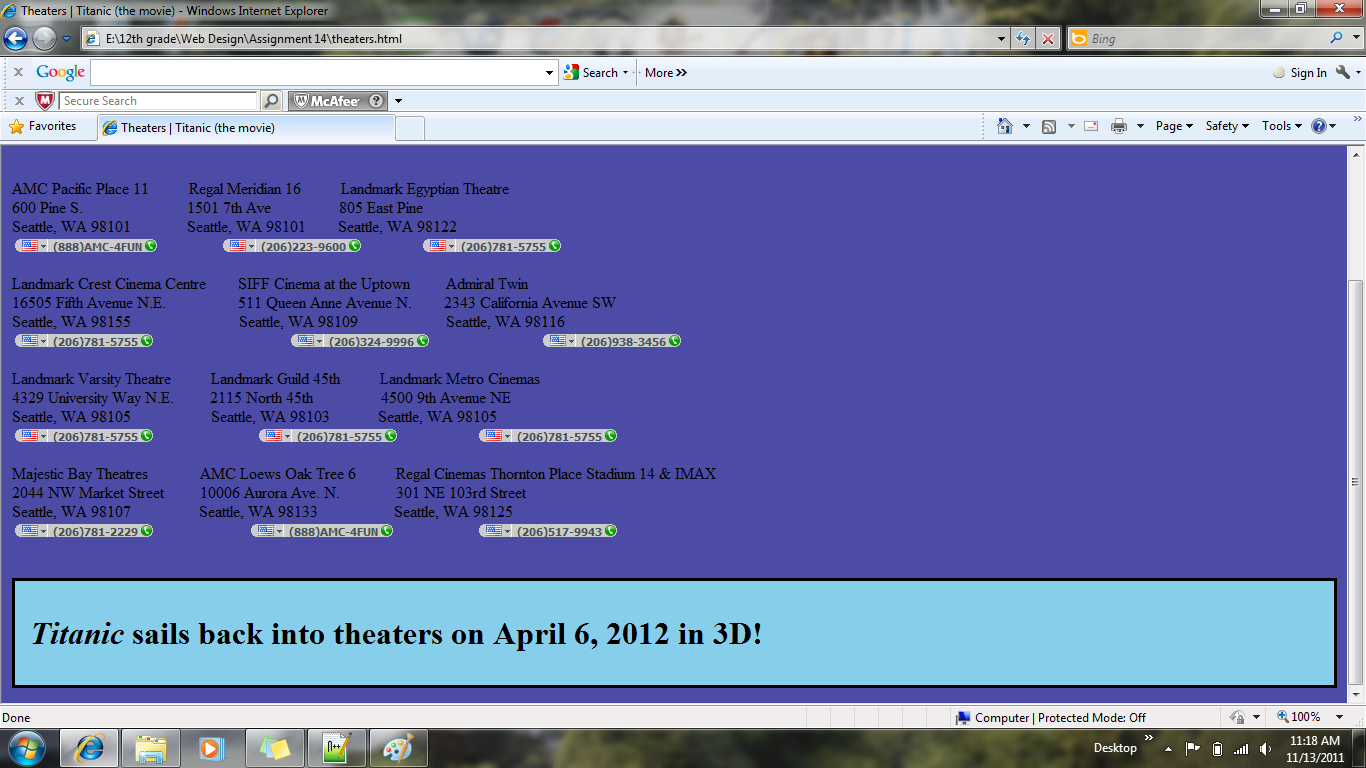 Theaters | Titanic (the movie) - Windows Internet Explorer
E:\12th grade\Web Design\Assignment 14\theaters.html
Bing
x Google Search More »
Sign In
x Secure Search McAfee ?
Favorites Theaters | Titanic (the movie) Page Safety Tools ? »
AMC Pacific Place 11 Regal Meridian 16 Landmark Egyptian Theatre
600 Pine S. 1501 7th Ave 805 East Pine
Seattle, WA 98101 Seattle, WA 98101 Seattle, WA 98122
(888)AMC-4FUN (206)223-9600 (206)781-5755
Landmark Crest Cinema Centre SIFF Cinema at the Uptown Admiral Twin
16505 Fifth Avenue N.E. 511 Queen Anne Avenue N. 2343 California Avenue SW
Seattle, WA 98155 Seattle, WA 98109 Seattle, WA 98116
(206)781-5755 (206)324-9996 (206)938-3456
Landmark Varsity Theatre Landmark Guild 45th Landmark Metro Cinemas
4329 University Way N.E. 2115 North 45th 4500 9th Avenue NE
Seattle, WA 98105 Seattle, WA 98103 Seattle, WA 98105
(206)781-5755 (206)781-5755 (206)781-5755
Majestic Bay Theatres AMC Loews Oak Tree 6 Regal Cinemas Thornton Place Stadium 14 & IMAX
2044 NW Market Street 10006 Aurora Ave. N. 301 NE 103rd Street
Seattle, WA 98107 Seattle, WA 98133 Seattle, WA 98125
(206)781-2229 (888)AMC-4FUN (206)517-9943
Titanic sails back into theaters on April 6, 2012 in 3D!
Done Computer | Protected Mode: Off 100%
Desktop » 11:18 AM
11/13/2011